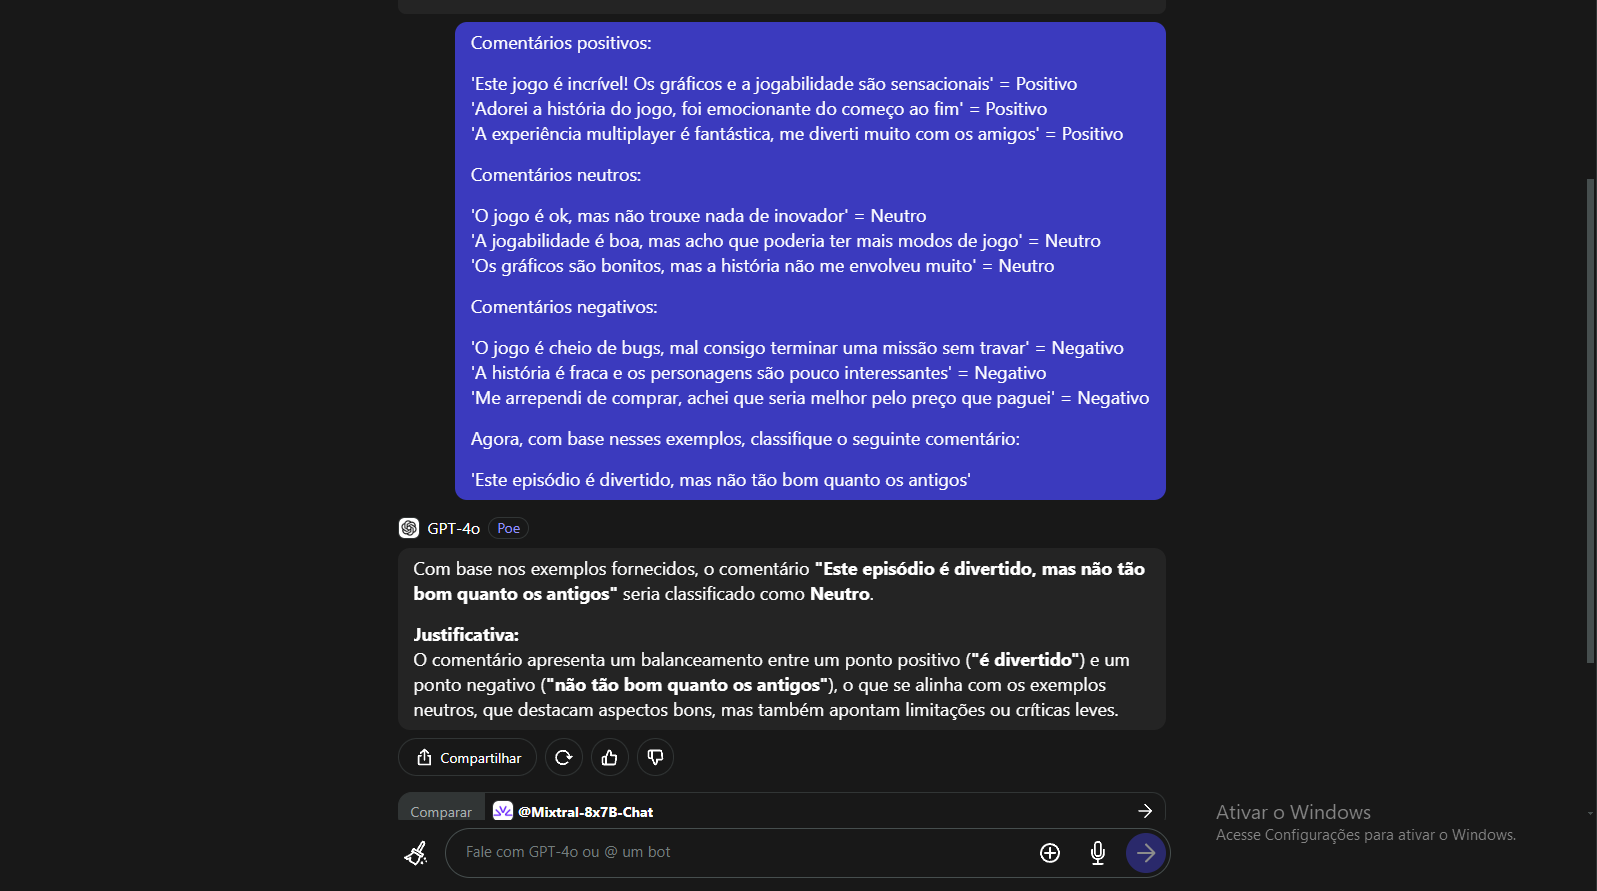 Comentários positivos:
'Este jogo é incrível! Os gráficos e a jogabilidade são sensacionais' = Positivo
'Adorei a história do jogo, foi emocionante do começo ao fim' = Positivo
'A experiência multiplayer é fantástica, me diverti muito com os amigos' = Positivo
Comentários neutros:
'O jogo é ok, mas não trouxe nada de inovador' = Neutro
'A jogabilidade é boa, mas acho que poderia ter mais modos de jogo' = Neutro
'Os gráficos são bonitos, mas a história não me envolveu muito' = Neutro
Comentários negativos:
'O jogo é cheio de bugs, mal consigo terminar uma missão sem travar' = Negativo
'A história é fraca e os personagens são pouco interessantes' = Negativo
'Me arrependi de comprar, achei que seria melhor pelo preço que paguei' = Negativo
Agora, com base nesses exemplos, classifique o seguinte comentário:
'Este episódio é divertido, mas não tão bom quanto os antigos'
GPT-4o Poe
Com base nos exemplos fornecidos, o comentário "Este episódio é divertido, mas não tão
bom quanto os antigos" seria classificado como Neutro.
Justificativa:
O comentário apresenta um balanceamento entre um ponto positivo ("é divertido") e um
ponto negativo ("não tão bom quanto os antigos"), o que se alinha com os exemplos
neutros, que destacam aspectos bons, mas também apontam limitações ou críticas leves.
Compartilhar
Comparar @Mixtral-8x7B-Chat
Fale com GPT-4o ou @ um bot
Ativar o Windows
Acesse Configurações para ativar o Windows.